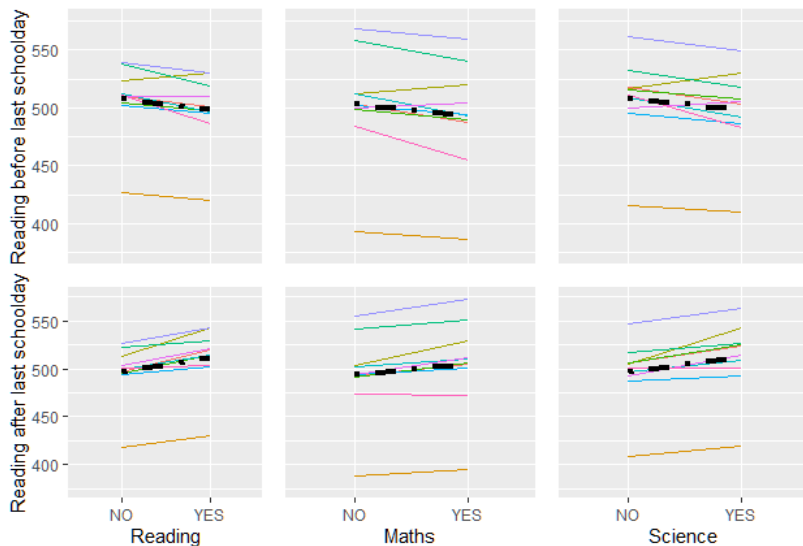 Reading before last schoolday
550
500
450
400
Reading after last schoolday
550
500
450
400
NO YES NO YES NO YES
Reading Maths Science